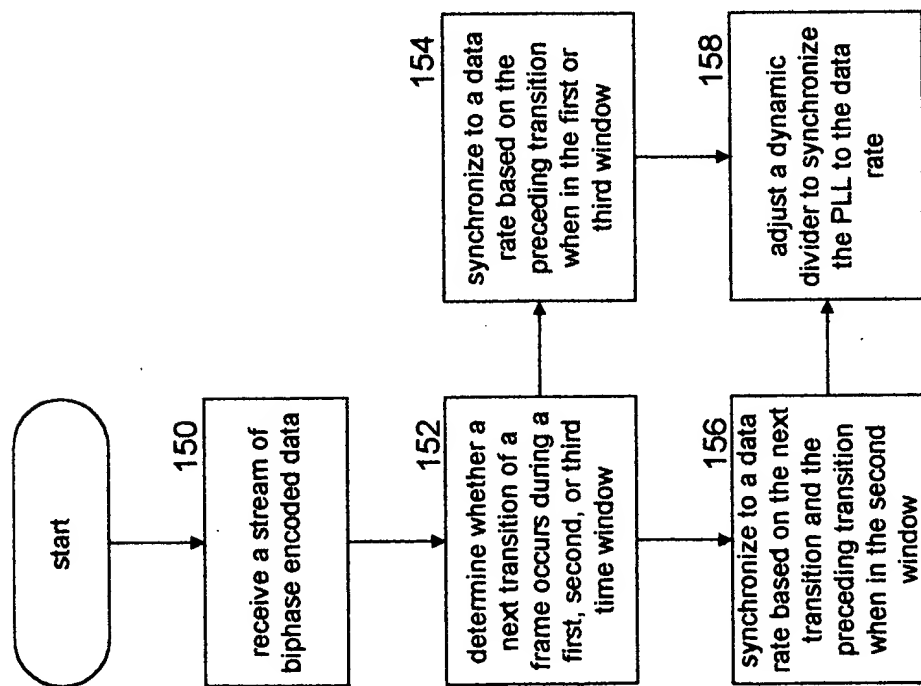 start
150
receive a stream of
biphase encoded data
152
determine whether a
next transition of a
frame occurs during a
first, second, or third
time window
154
synchronize to a data
rate based on the
preceding transition
when in the first or
third window
156
synchronize to a data
rate based on the next
transition and the
preceding transition
when in the second
window
158
adjust a dynamic
divider to synchronize
the PLL to the data
rate